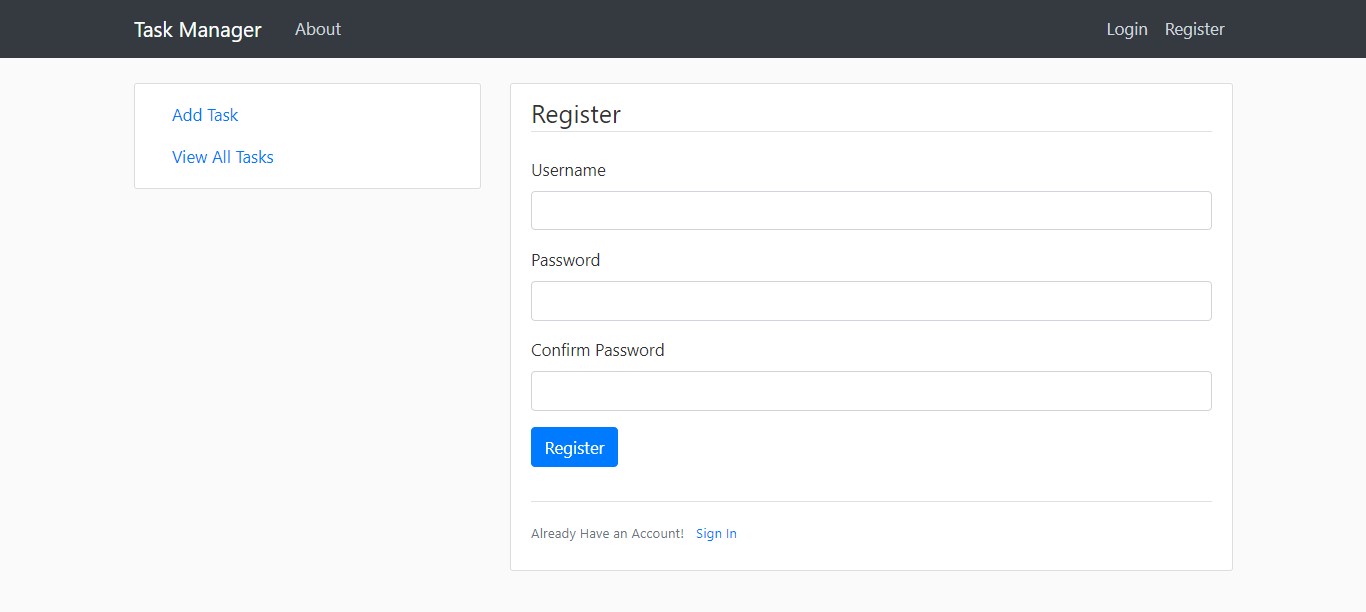 Task Manager About Login Register
Add Task
View All Tasks
Register
Username
Password
Confirm Password
Register
Already Have an Account! Sign In